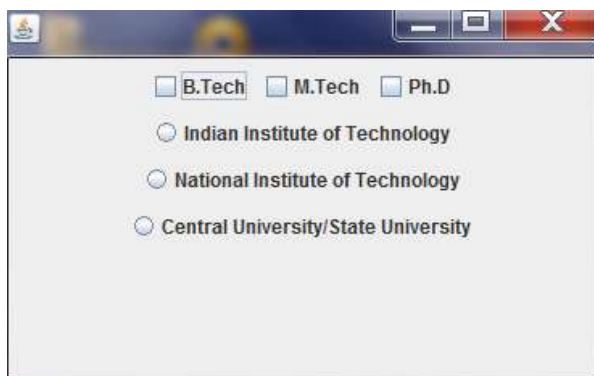 B.Tech M.Tech Ph.D
Indian Institute of Technology
National Institute of Technology
Central University/State University